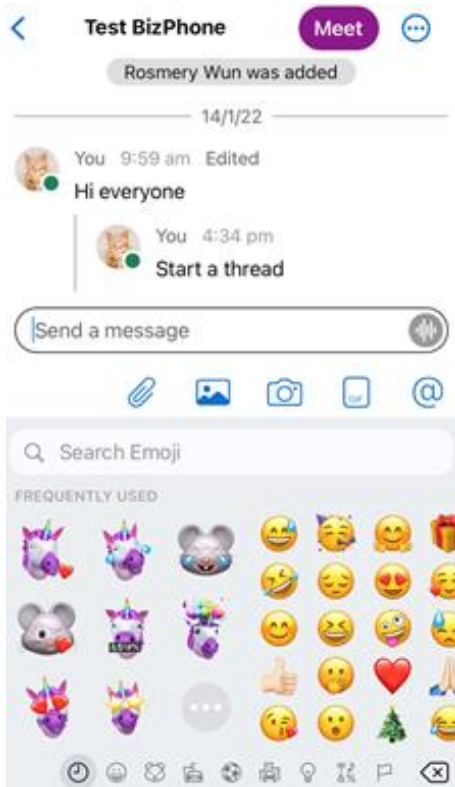 Test BizPhone
Meet
Rosmery Wun was added
14/1/22
You 9:59 am Edited
Hi everyone
You 4:34 pm
Start a thread
Send a message
GIF
@
Search Emoji
FREQUENTLY USED